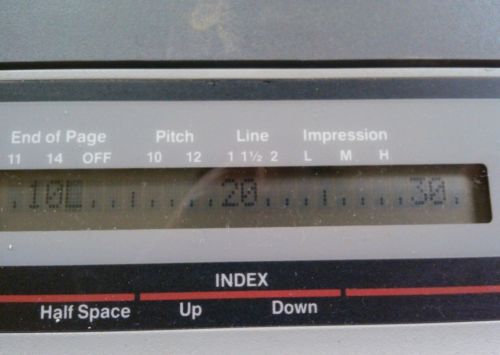 End of Page Pitch Line Impression
11 14 OFF 10 12 1 1½ 2 L M H
10 20 30
INDEX
Half Space Up Down